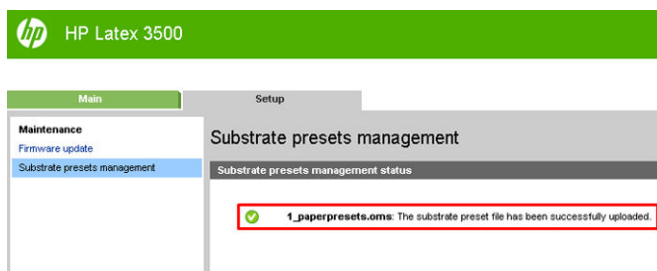 hp HP Latex 3500
Main Setup
Maintenance
Firmware update
Substrate presets management
Substrate presets management
Substrate presets management status
1_paperpresets.oms: The substrate preset file has been successfully uploaded.